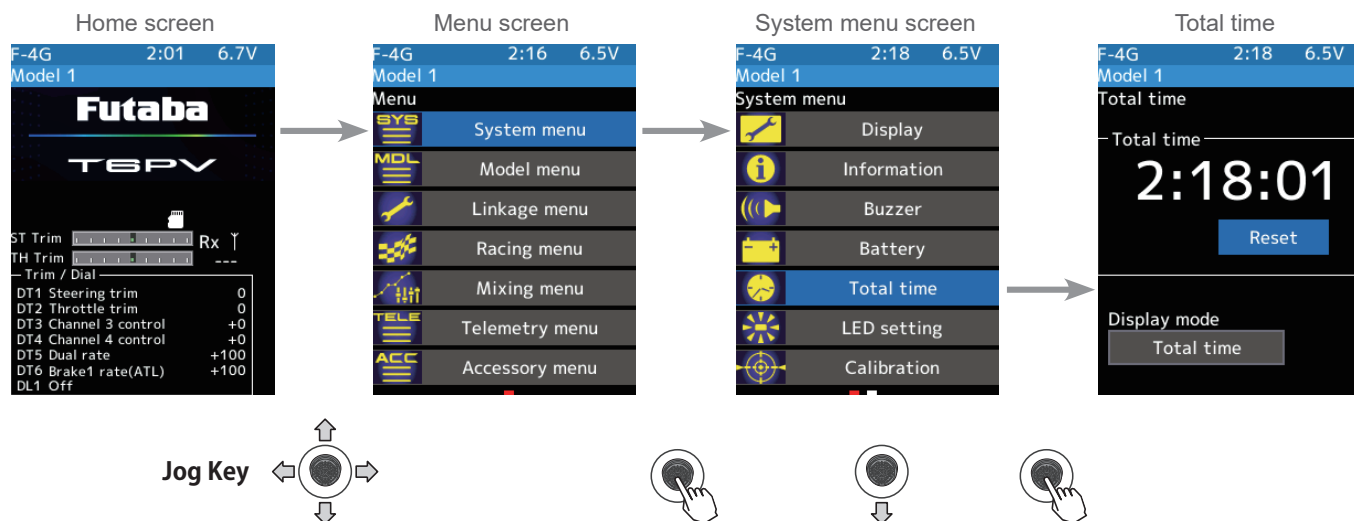 Home screen
Menu screen
System menu screen
Total time
F-4G 2:01 6.7V
Model 1
Futaba
T6PV
ST Trim
Rx
TH Trim
---
Trim / Dial
DT1 Steering trim 0
DT2 Throttle trim 0
DT3 Channel 3 control +0
DT4 Channel 4 control +0
DT5 Dual rate +100
DT6 Brake1 rate(ATL) +100
DL1 Off
F-4G 2:16 6.5V
Model 1
Menu
SYS System menu
MDL Model menu
Linkage menu
Racing menu
Mixing menu
TELE Telemetry menu
ACC Accessory menu
F-4G 2:18 6.5V
Model 1
System menu
Display
Information
Buzzer
Battery
Total time
LED setting
Calibration
F-4G 2:18 6.5V
Model 1
Total time
Total time
2:18:01
Reset
Display mode
Total time
Jog Key